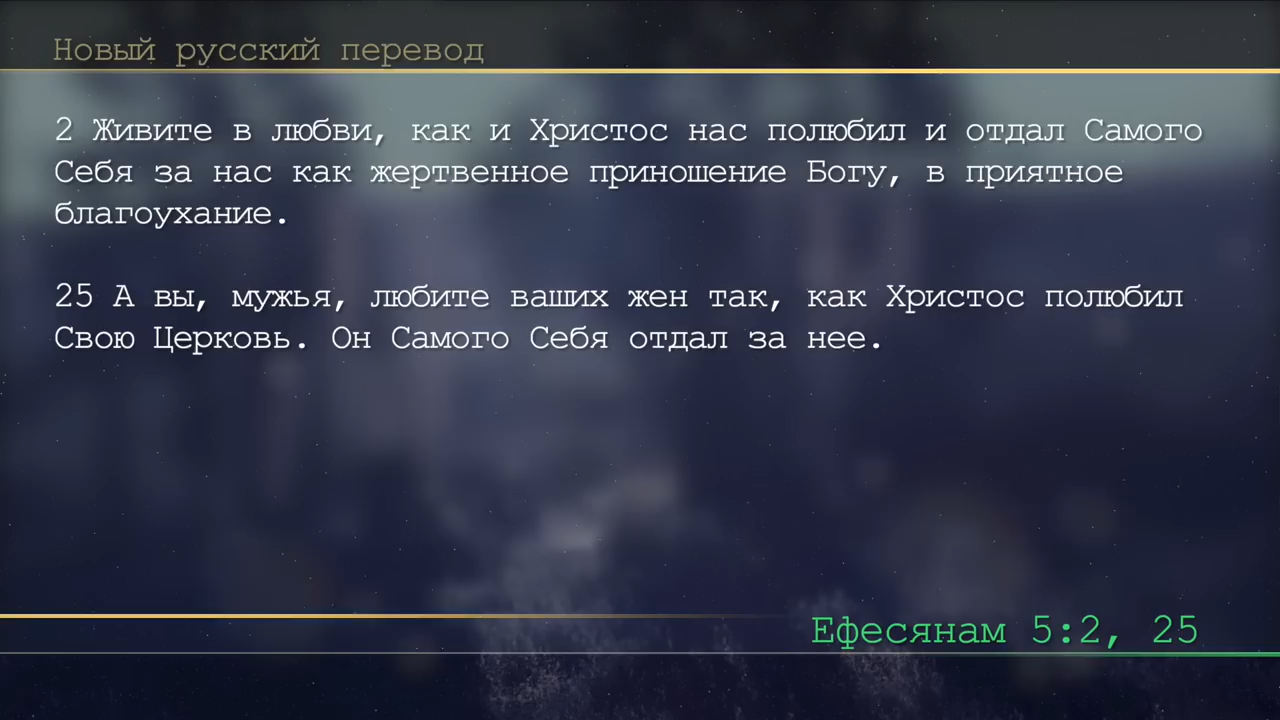 Новый русский перевод
2 Живите в любви, как и Христос нас полюбил и отдал Самого
Себя за нас как жертвенное приношение Богу, в приятное
благоухание.
25 А вы, мужья, любите ваших жен так, как Христос полюбил
Свою Церковь. Он Самого Себя отдал за нее.
Ефесянам 5:2, 25